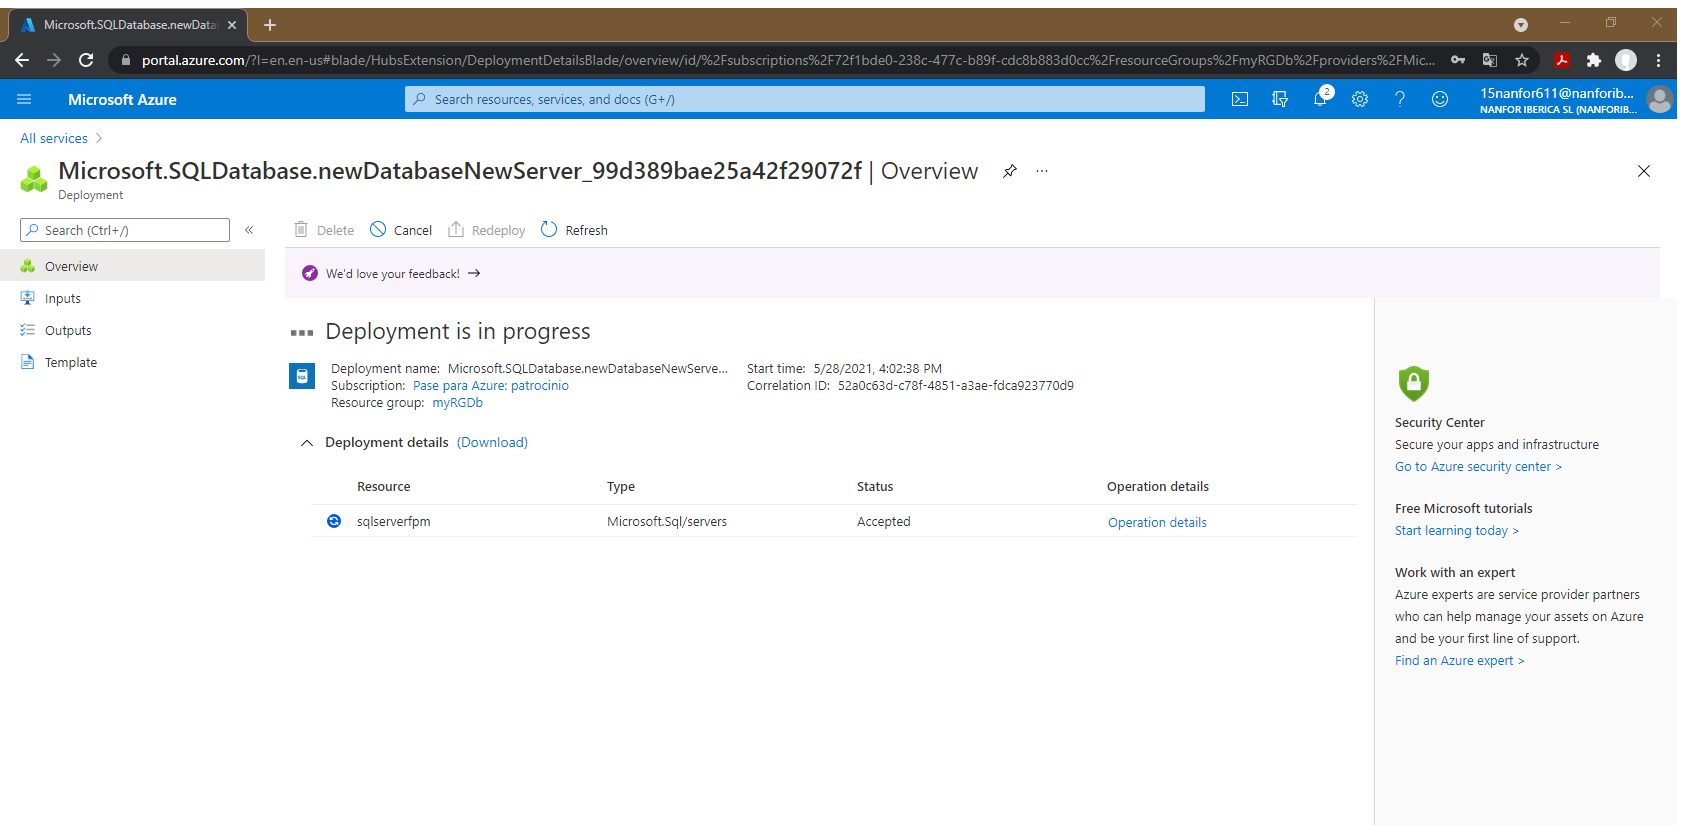 Microsoft.SQLDatabase.newData
portal.azure.com/?l=en.en-us#blade/HubsExtension/DeploymentDetailsBlade/overview/id/%2Fsubscriptions%2F72f1bde0-238c-477c-b89f-cdc8b883d0cc%2FresourceGroups%2FmyRGDb%2Fproviders%2FMic...
Microsoft Azure
Search resources, services, and docs (G+/)
2
15nanfor611@nanforib...
NANFOR IBERICA SL (NANFORIB...
All services >
Microsoft.SQLDatabase.newDatabaseNewServer_99d389bae25a42f29072f | Overview
Deployment
Search (Ctrl+/)
Delete Cancel Redeploy Refresh
Overview
Inputs
Outputs
Template
We'd love your feedback! →
Deployment is in progress
SQL
Deployment name: Microsoft.SQLDatabase.newDatabaseNewServe...
Subscription: Pase para Azure: patrocinio
Resource group: myRGDb
Start time: 5/28/2021, 4:02:38 PM
Correlation ID: 52a0c63d-c78f-4851-a3ae-fdca923770d9
Deployment details (Download)
Resource Type Status Operation details
sqlserverfpm Microsoft.Sql/servers Accepted Operation details
Security Center
Secure your apps and infrastructure
Go to Azure security center >
Free Microsoft tutorials
Start learning today >
Work with an expert
Azure experts are service provider partners
who can help manage your assets on Azure
and be your first line of support.
Find an Azure expert >